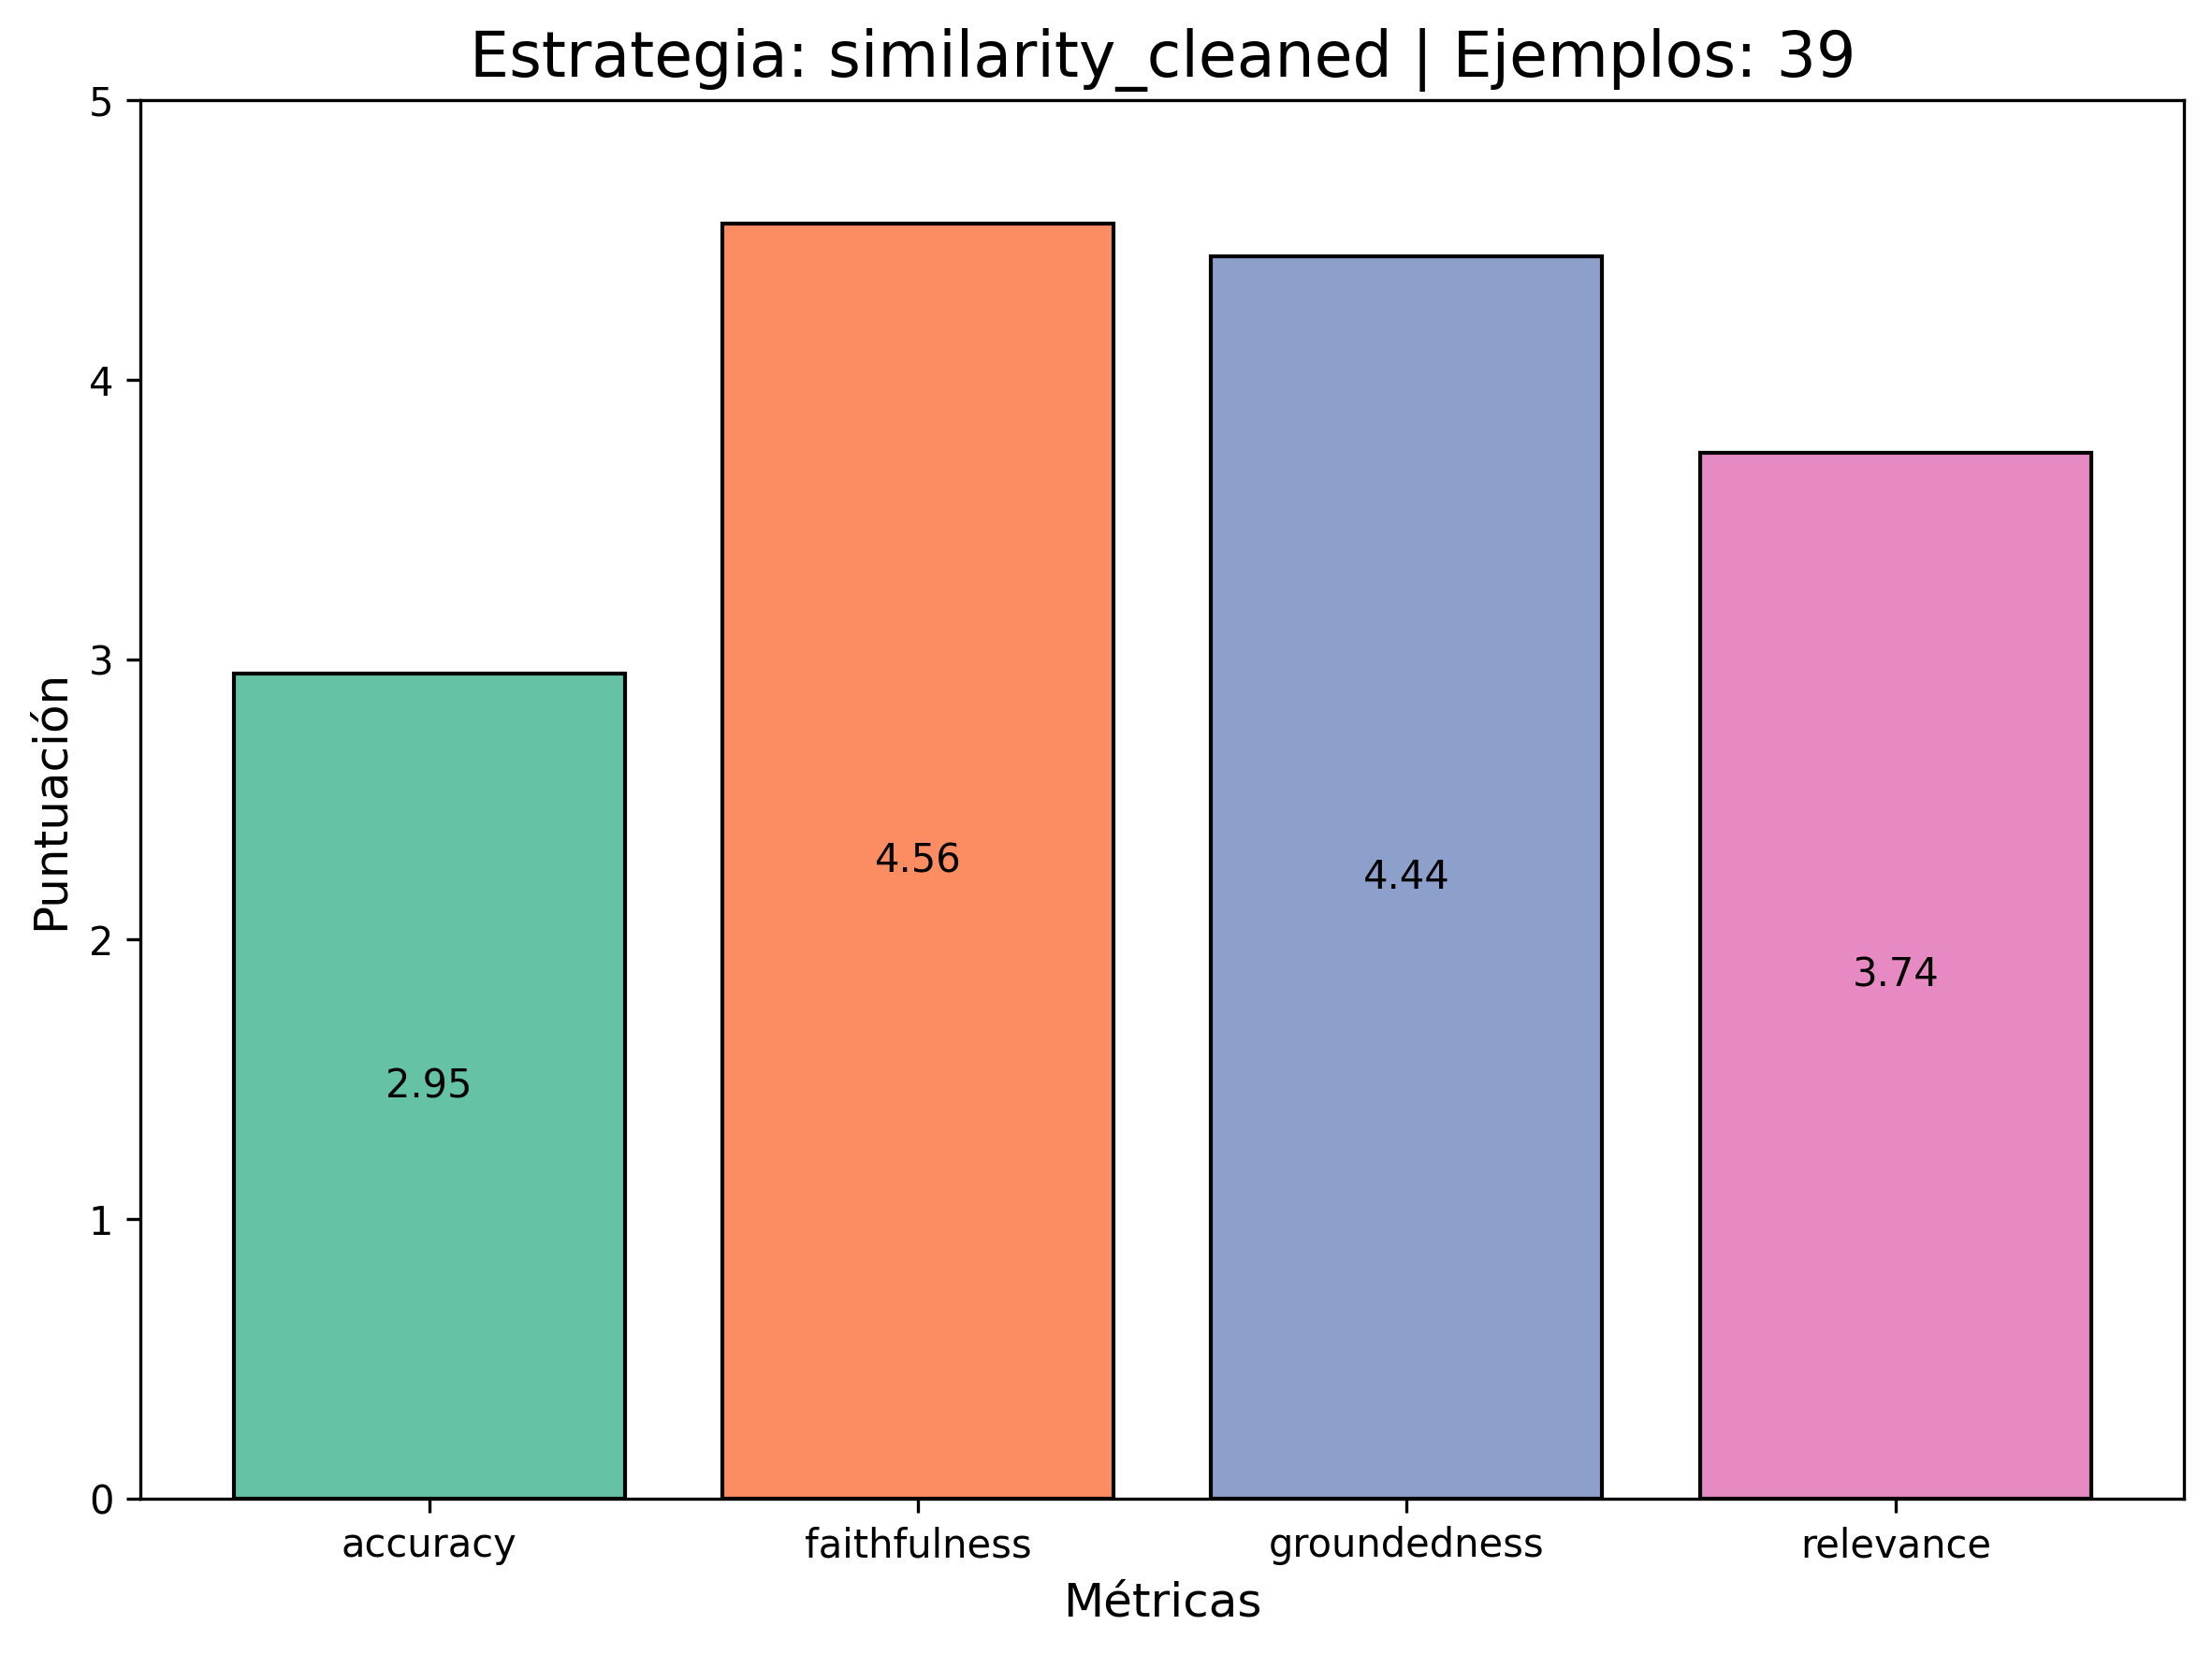 Estrategia: similarity_cleaned | Ejemplos: 39
Puntuación
5
4
3
2
1
0
2.95
4.56
4.44
3.74
accuracy
faithfulness
groundedness
relevance
Métricas